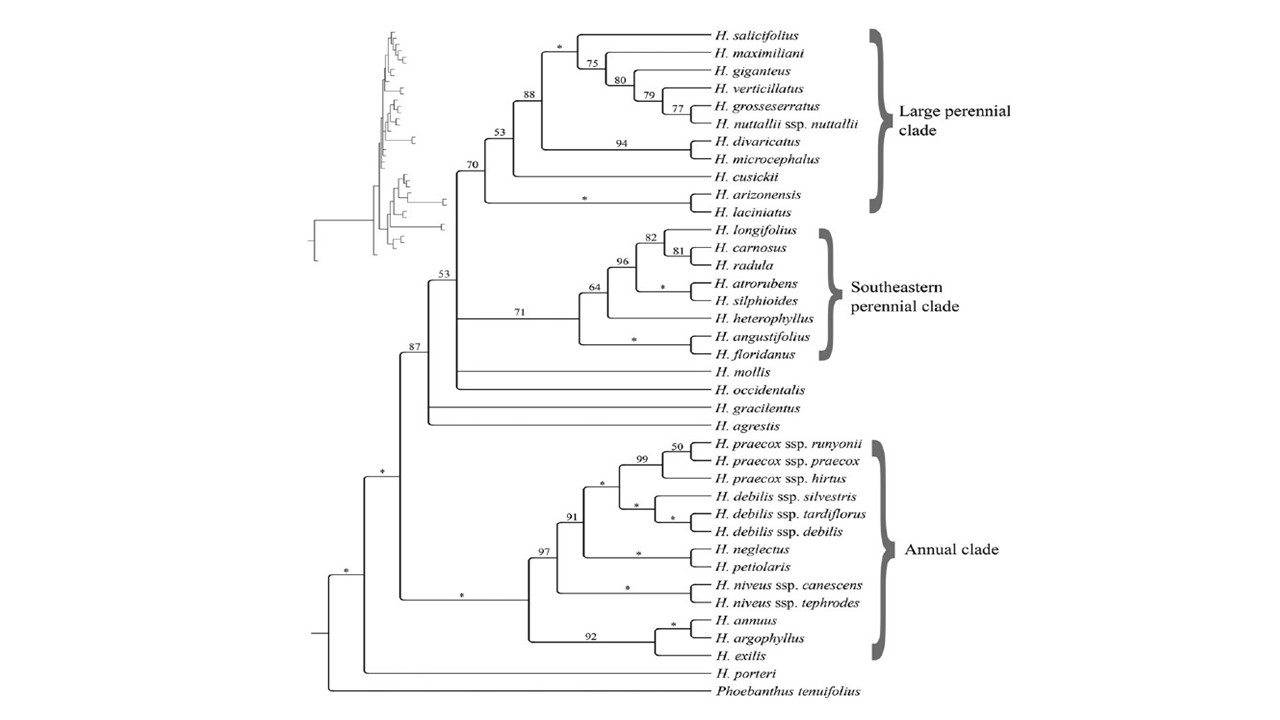 H. salicifolius
*
H. maximiliani
75
H. giganteus
80
H. verticillatus
88
79
H. grosseserratus
77
Large perennial
clade
H. nuttallii ssp. nuttallii
53
H. divaricatus
94
H. microcephalus
70
H. cusickii
H. arizonensis
*
H. laciniatus
H. longifolius
82
H. carnosus
81
96
H. radula
53
H. atrorubens
64
*
Southeastern
perennial clade
H. silphioides
71
H. heterophyllus
H. angustifolius
*
87
H. floridanus
H. mollis
H. occidentalis
H. gracilentus
H. agrestis
H. praecox ssp. runyonii
50
99
H. praecox ssp. praecox
*
H. praecox ssp. hirtus
*
H. debilis ssp. silvestris
*
91
H. debilis ssp. tardiflorus
*
H. debilis ssp. debilis
97
H. neglectus
*
Annual clade
H. petiolaris
*
H. niveus ssp. canescens
*
*
H. niveus ssp. tephrodes
H. annuus
*
92
H. argophyllus
H. exilis
H. porteri
Phoebanthus tenuifolius